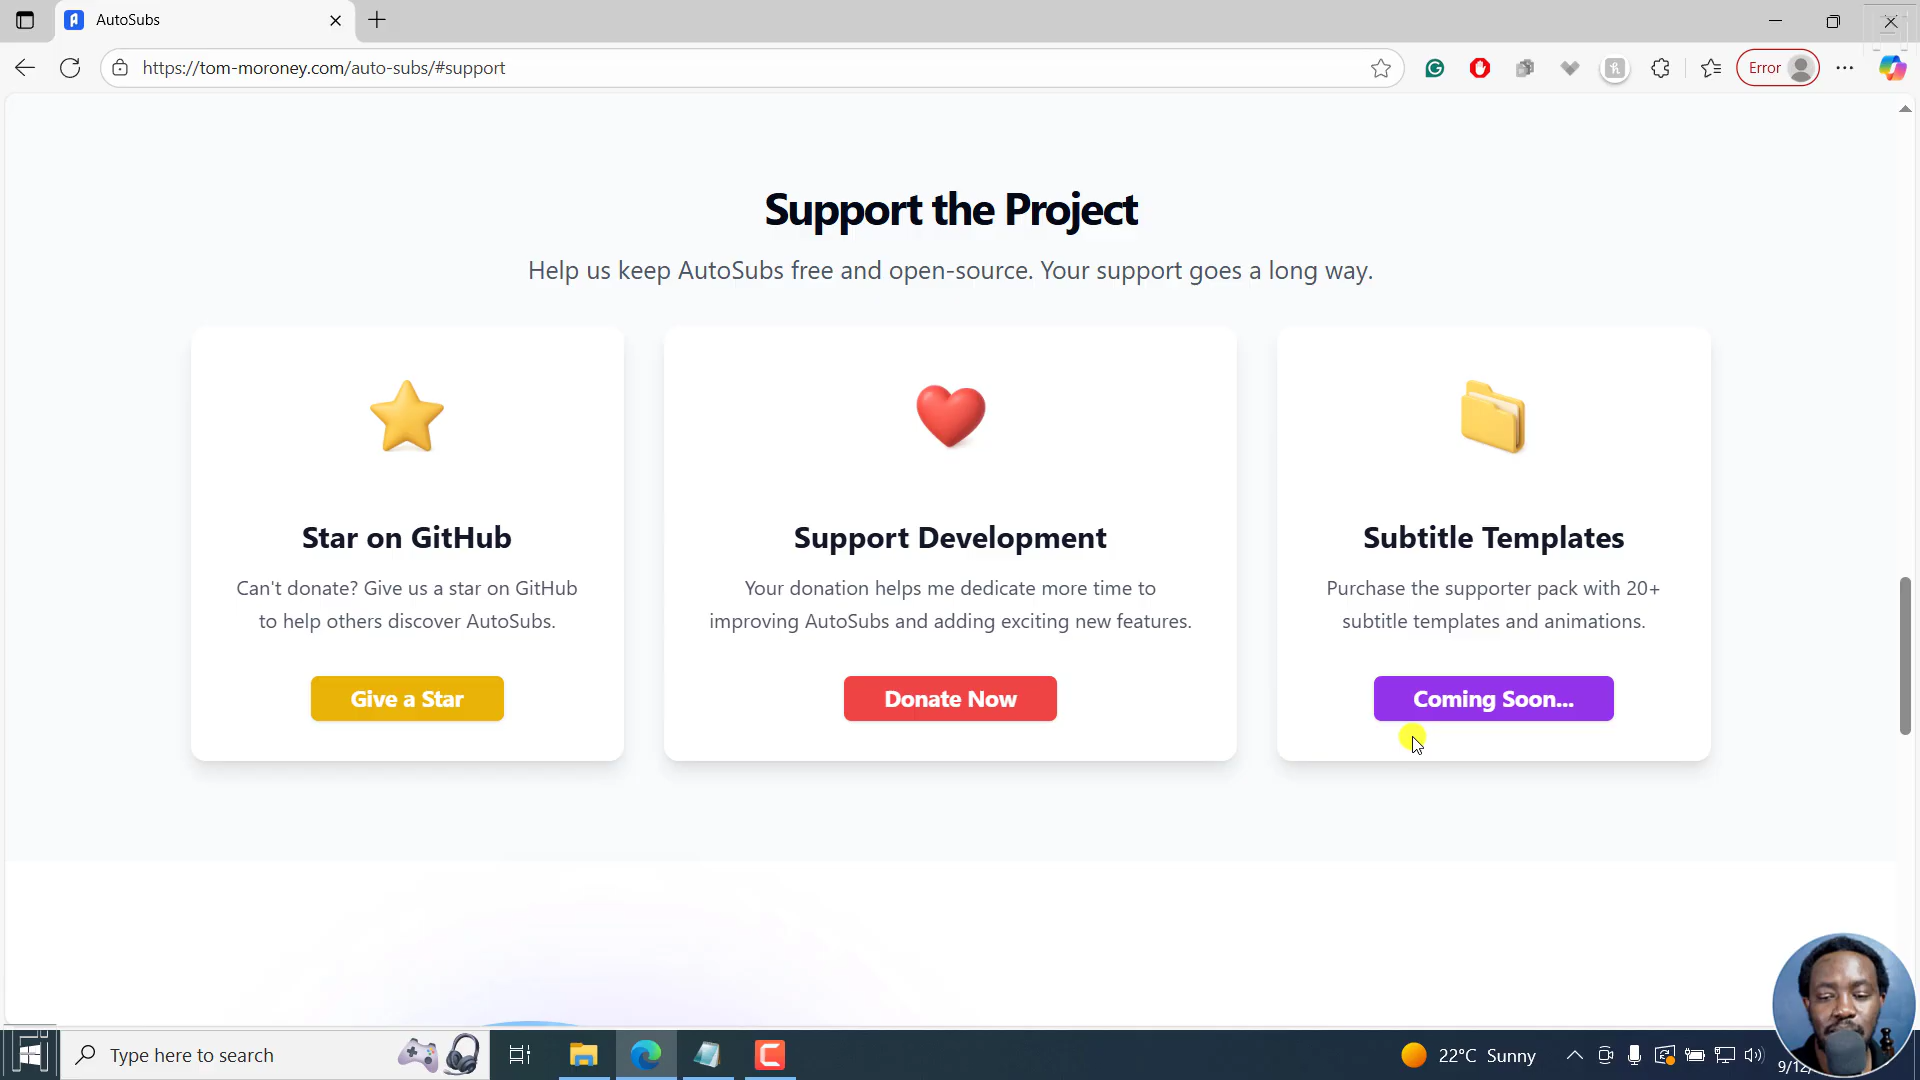 AutoSubs
https://tom-moroney.com/auto-subs/#support
Error
Support the Project
Help us keep AutoSubs free and open-source. Your support goes a long way.
Star on GitHub
Can't donate? Give us a star on GitHub
to help others discover AutoSubs.
Give a Star
Support Development
Your donation helps me dedicate more time to
improving AutoSubs and adding exciting new features.
Donate Now
Subtitle Templates
Purchase the supporter pack with 20+
subtitle templates and animations.
Coming Soon...
Type here to search
22°C Sunny
9/12/